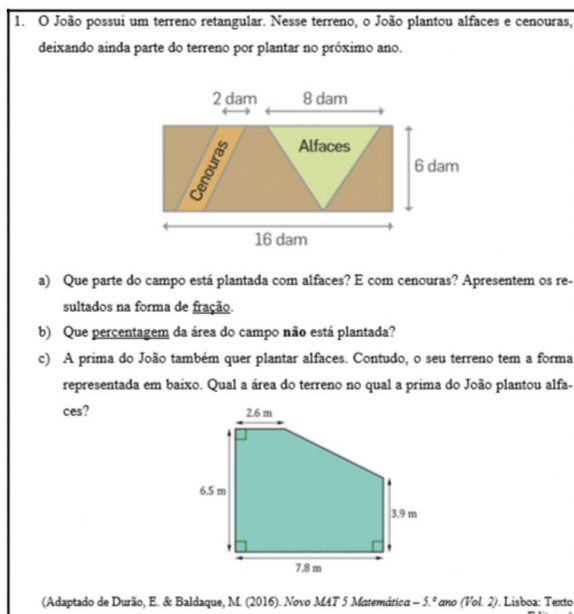 1. O João possui um terreno retangular. Nesse terreno, o João plantou alfaces e cenouras,
deixando ainda parte do terreno por plantar no próximo ano.
2 dam 8 dam
Cenouras
Alfaces
6 dam
16 dam
a) Que parte do campo está plantada com alfaces? E com cenouras? Apresentem os re-
sultados na forma de fração.
b) Que percentagem da área do campo não está plantada?
c) A prima do João também quer plantar alfaces. Contudo, o seu terreno tem a forma
representada em baixo. Qual a área do terreno no qual a prima do João plantou alfa-
ces?
2.6 m
6.5 m
3.9 m
7.8 m
(Adaptado de Durão, E. & Baldaque, M. (2016). Novo MAT 5 Matemática – 5.º ano (Vol. 2). Lisboa: Texto